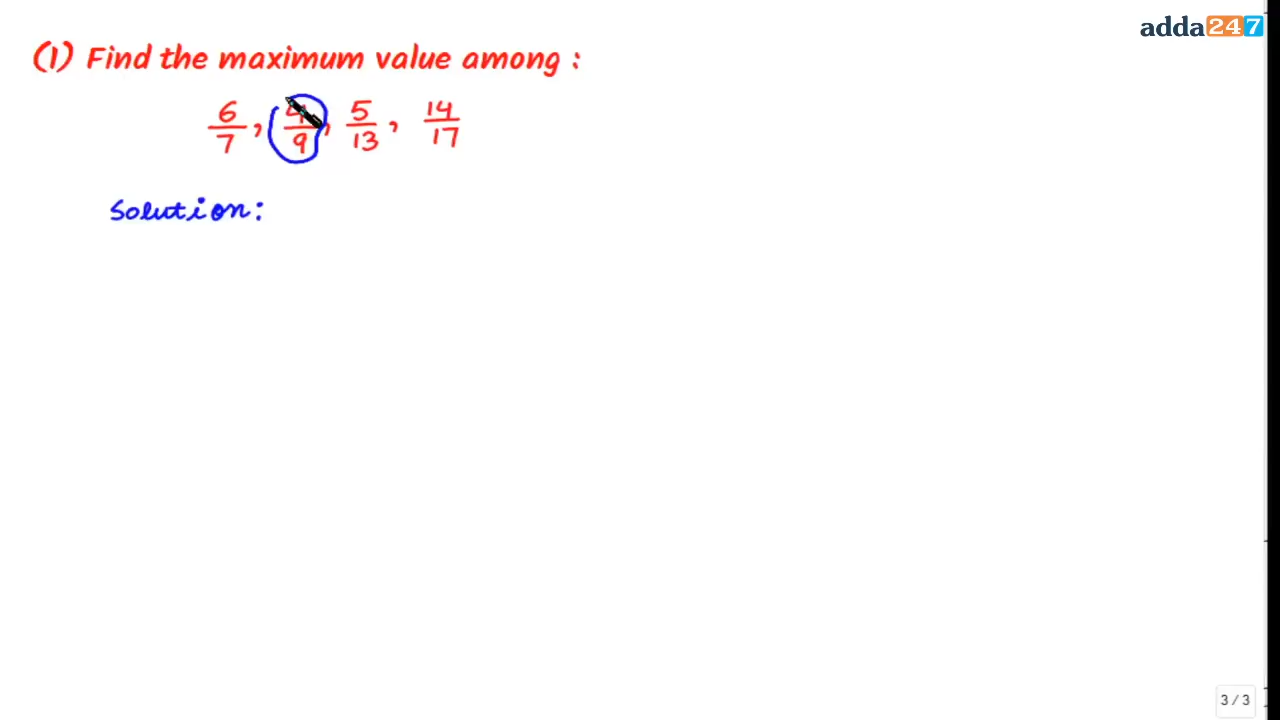 adda247
(1) Find the maximum value among :
6/7, 4/9, 5/13, 14/17
Solution:
3 / 3